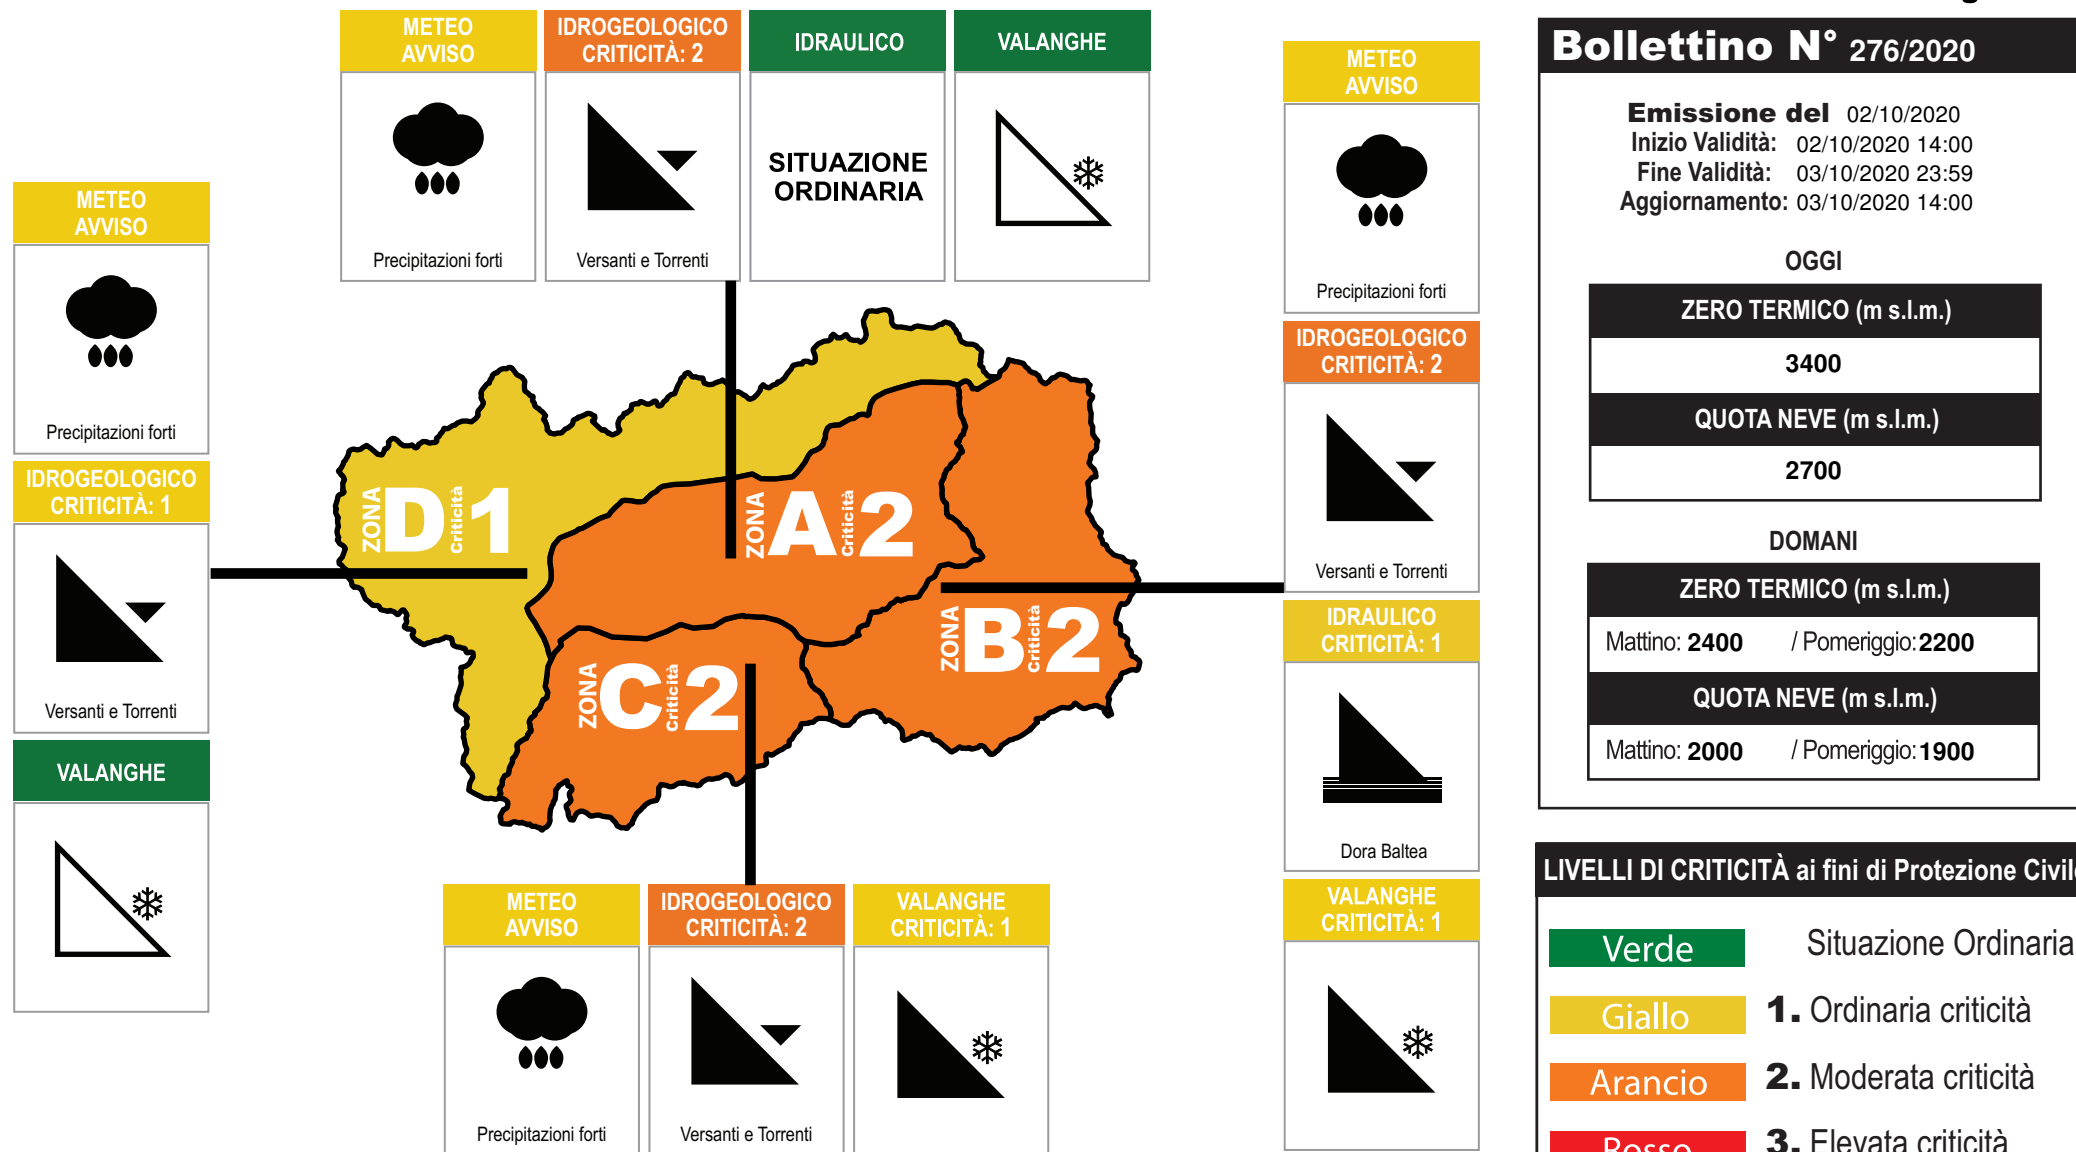 METEO
AVVISO
Precipitazioni forti
IDROGEOLOGICO
CRITICITÀ: 2
Versanti e Torrenti
IDRAULICO
SITUAZIONE
ORDINARIA
VALANGHE
METEO
AVVISO
Precipitazioni forti
IDROGEOLOGICO
CRITICITÀ: 1
Versanti e Torrenti
VALANGHE
ZONA D Criticità 1
ZONA A Criticità 2
ZONA B Criticità 2
ZONA C Criticità 2
METEO
AVVISO
Precipitazioni forti
IDROGEOLOGICO
CRITICITÀ: 2
Versanti e Torrenti
VALANGHE
CRITICITÀ: 1
METEO
AVVISO
Precipitazioni forti
IDROGEOLOGICO
CRITICITÀ: 2
Versanti e Torrenti
IDRAULICO
CRITICITÀ: 1
Dora Baltea
VALANGHE
CRITICITÀ: 1
Bollettino N° 276/2020
Emissione del 02/10/2020
Inizio Validità: 02/10/2020 14:00
Fine Validità: 03/10/2020 23:59
Aggiornamento: 03/10/2020 14:00
OGGI
ZERO TERMICO (m s.l.m.)
3400
QUOTA NEVE (m s.l.m.)
2700
DOMANI
ZERO TERMICO (m s.l.m.)
Mattino: 2400 / Pomeriggio: 2200
QUOTA NEVE (m s.l.m.)
Mattino: 2000 / Pomeriggio: 1900
LIVELLI DI CRITICITÀ ai fini di Protezione Civile
Verde Situazione Ordinaria
Giallo 1. Ordinaria criticità
Arancio 2. Moderata criticità
Rosso 3. Elevata criticità